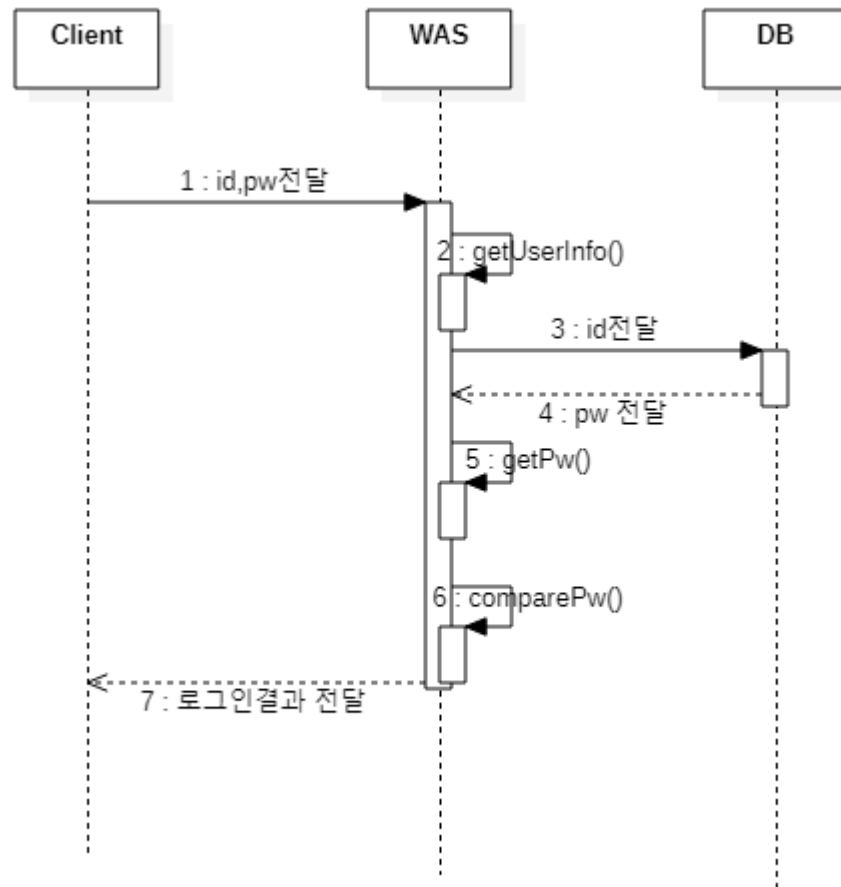 Client
WAS
DB
1 : id,pw전달
2 : getUserInfo()
3 : id전달
4 : pw 전달
5 : getPw()
6 : comparePw()
7 : 로그인결과 전달